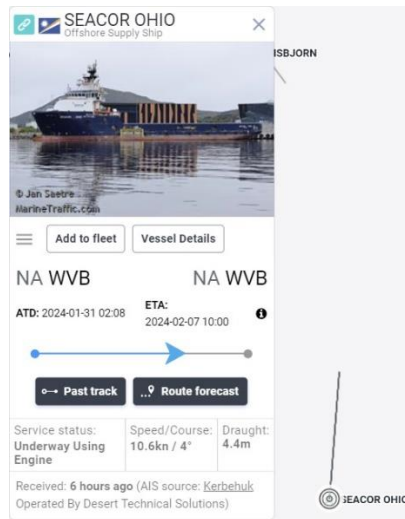 SEACOR OHIO
Offshore Supply Ship
ISBJORN
© Jan Saetre
MarineTraffic.com
Add to fleet
Vessel Details
NA WVB
NA WVB
ATD: 2024-01-31 02:08
ETA:
2024-02-07 10:00
Past track
Route forecast
Service status:
Underway Using
Engine
Speed/Course:
10.6kn / 4°
Draught:
4.4m
Received: 6 hours ago (AIS source: Kerbehuk
Operated By Desert Technical Solutions)
SEACOR OHIO